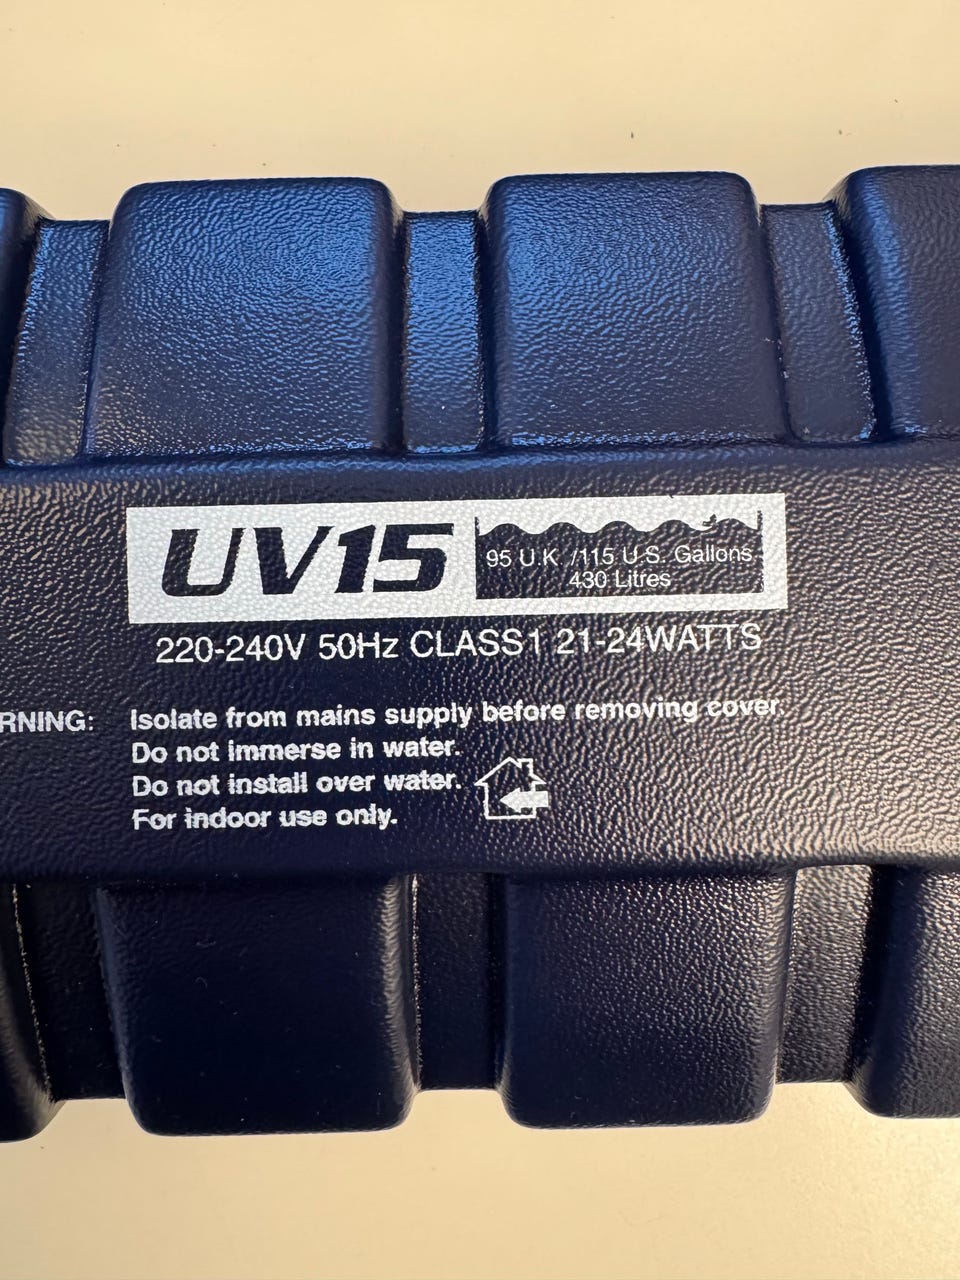 UV15
95 U.K /115 U.S. Gallons
430 Litres
220-240V 50Hz CLASS1 21-24WATTS
RNING: Isolate from mains supply before removing cover.
Do not immerse in water.
Do not install over water.
For indoor use only.